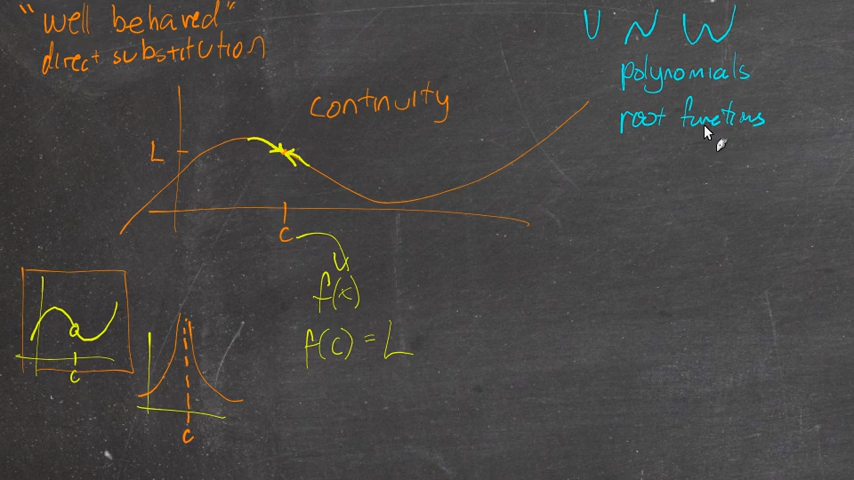 "well behaved"
direct substitution
continuity
L
c
f(x)
f(c) = L
c
c
polynomials
root functions